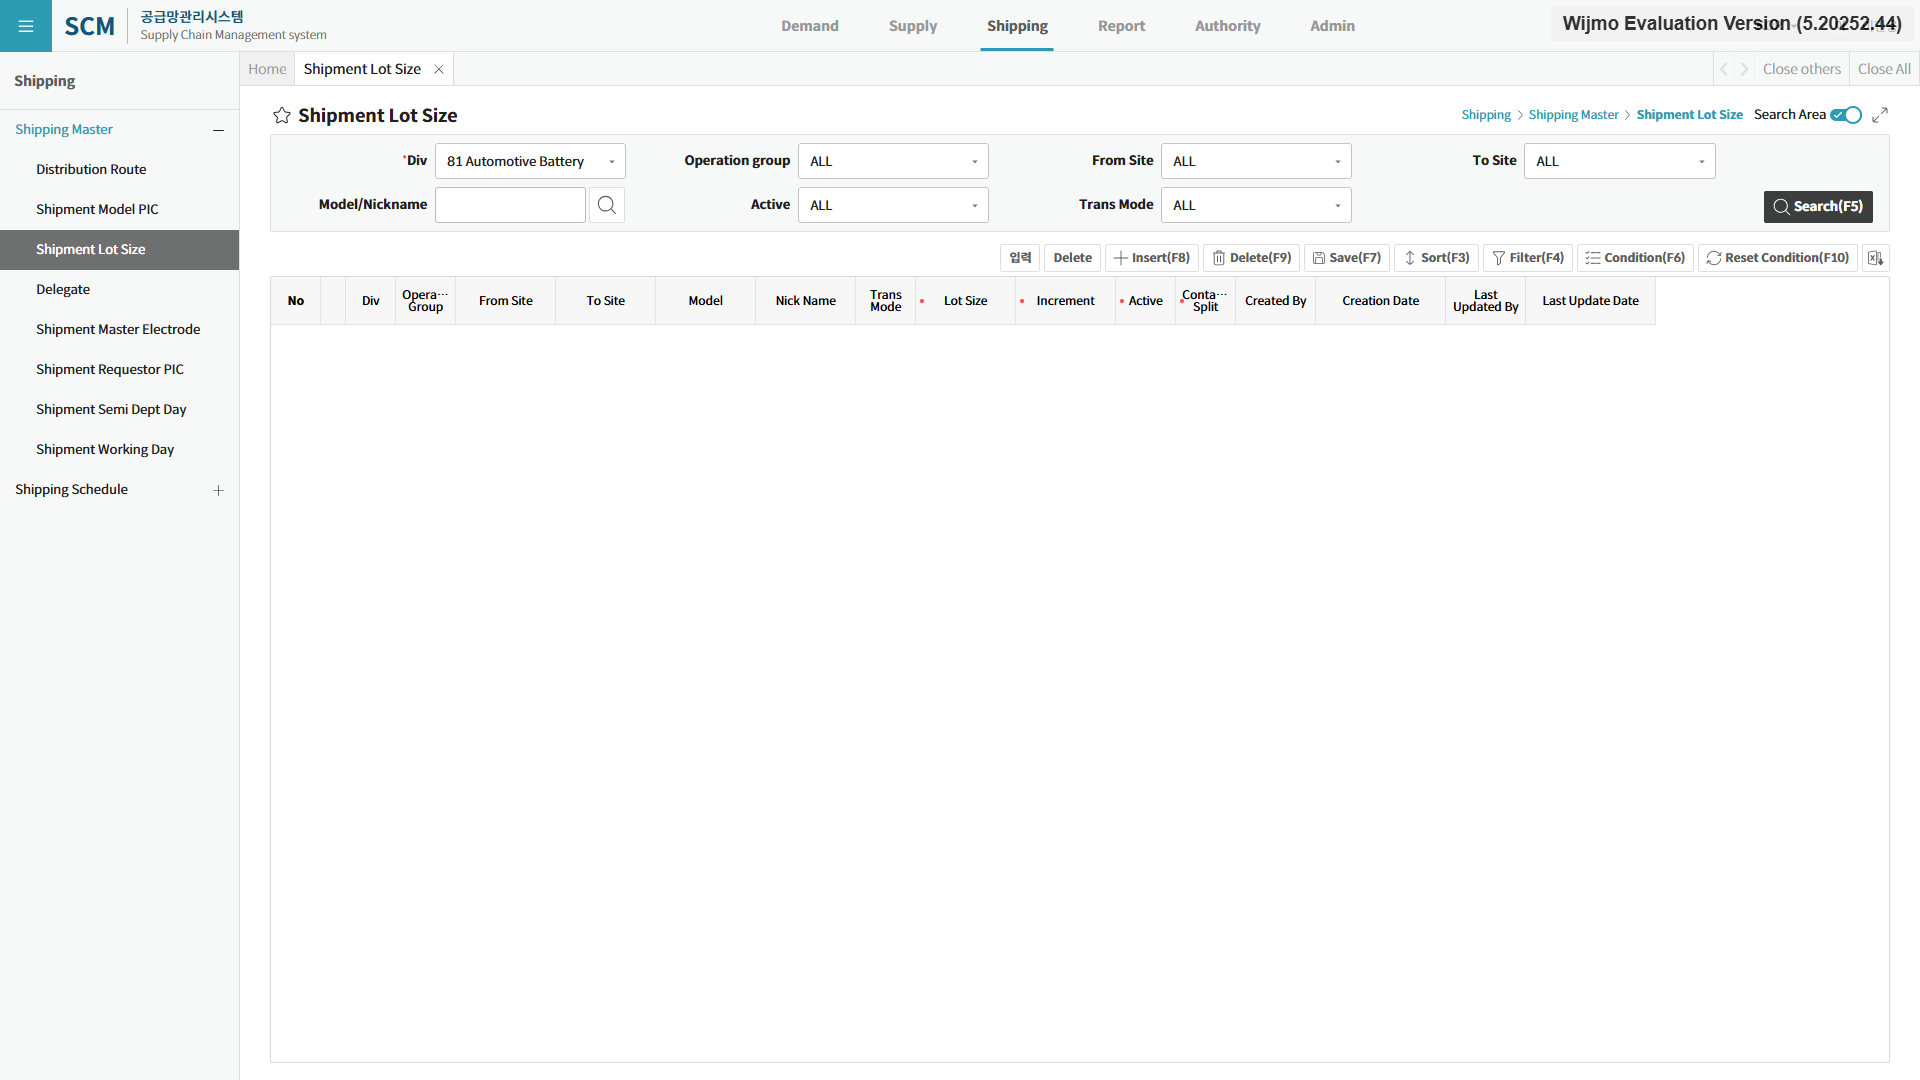 SCM
공급망관리시스템
Supply Chain Management system
Demand
Supply
Shipping
Report
Authority
Admin
Wijmo Evaluation Version (5.20252.44)
Shipping
Home
Shipment Lot Size
Close others
Close All
Shipping Master
Distribution Route
Shipment Model PIC
Shipment Lot Size
Delegate
Shipment Master Electrode
Shipment Requestor PIC
Shipment Semi Dept Day
Shipment Working Day
Shipping Schedule
Shipment Lot Size
Shipping > Shipping Master > Shipment Lot Size
Search Area
*Div
81 Automotive Battery
Operation group
ALL
From Site
ALL
To Site
ALL
Model/Nickname
Active
ALL
Trans Mode
ALL
Search(F5)
입력
Delete
Insert(F8)
Delete(F9)
Save(F7)
Sort(F3)
Filter(F4)
Condition(F6)
Reset Condition(F10)
No
Div
Opera···
Group
From Site
To Site
Model
Nick Name
Trans
Mode
Lot Size
Increment
Active
Conta···
Split
Created By
Creation Date
Last
Updated By
Last Update Date